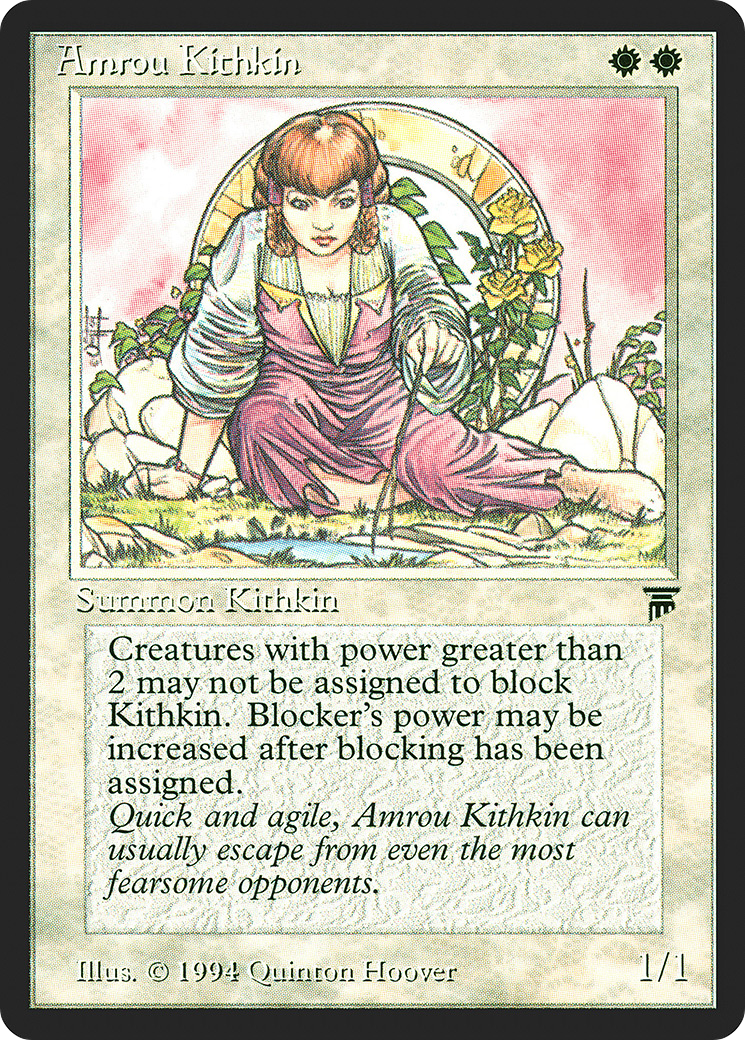 Amrou Kithkin
Summon Kithkin
Creatures with power greater than
2 may not be assigned to block
Kithkin. Blocker's power may be
increased after blocking has been
assigned.
Quick and agile, Amrou Kithkin can
usually escape from even the most
fearsome opponents.
Illus. © 1994 Quinton Hoover
1/1